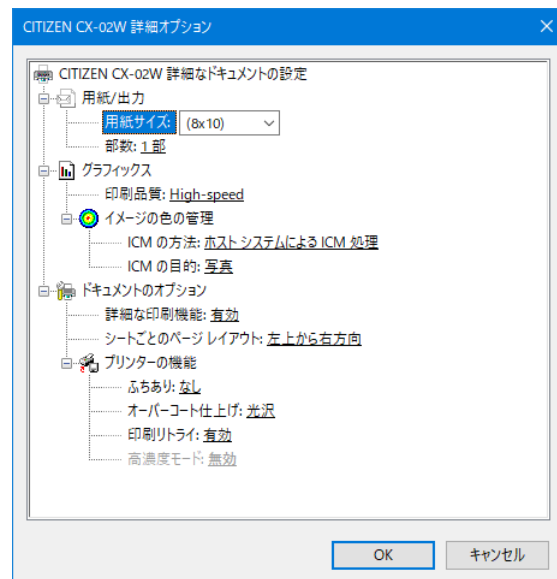 CITIZEN CX-02W 詳細オプション
CITIZEN CX-02W 詳細なドキュメントの設定
用紙/出力
用紙サイズ: (8x10)
部数: 1 部
グラフィックス
印刷品質: High-speed
イメージの色の管理
ICM の方法: ホスト システムによる ICM 処理
ICM の目的: 写真
ドキュメントのオプション
詳細な印刷機能: 有効
シートごとのページ レイアウト: 左上から右方向
プリンターの機能
ふちあり: なし
オーバーコート仕上げ: 光沢
印刷リトライ: 有効
高濃度モード: 無効
OK キャンセル